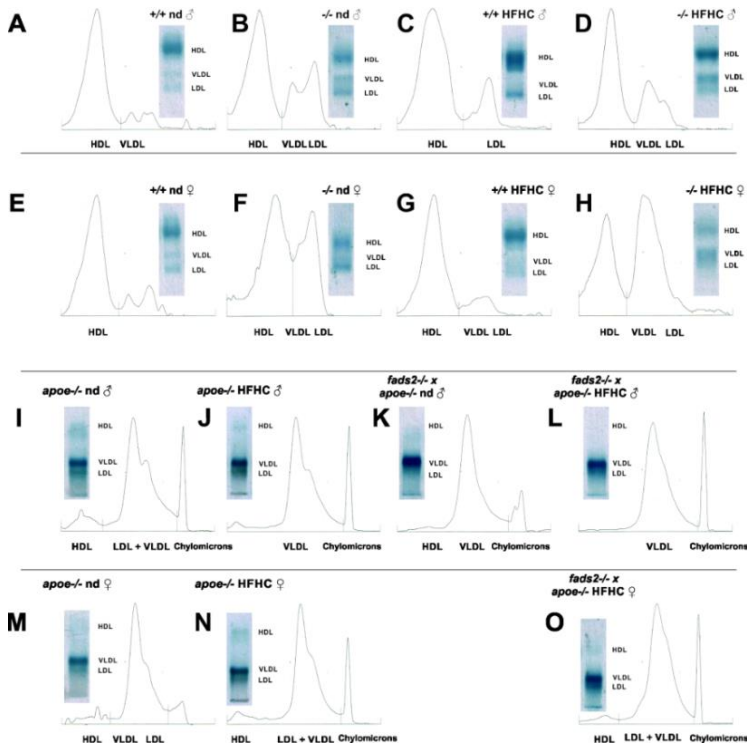 A +/+ nd ♂ B -/- nd ♂ C +/+ HFHC ♂ D -/- HFHC ♂
HDL HDL HDL HDL
VLDL VLDL VLDL VLDL
LDL LDL LDL LDL
HDL VLDL HDL VLDL LDL HDL LDL HDL VLDL LDL
E +/+ nd ♀ F -/- nd ♀ G +/+ HFHC ♀ H -/- HFHC ♀
HDL HDL HDL HDL
VLDL VLDL VLDL VLDL
LDL LDL LDL LDL
HDL HDL VLDL LDL HDL VLDL LDL HDL VLDL LDL
apoe-/- nd ♂ apoe-/- HFHC ♂ fads2-/- x fads2-/- x
apoe-/- nd ♂ apoe-/- HFHC ♂
I J K L
HDL HDL HDL HDL
VLDL VLDL VLDL VLDL
LDL LDL LDL LDL
HDL LDL + VLDL Chylomicrons VLDL Chylomicrons HDL VLDL Chylomicrons VLDL Chylomicrons
apoe-/- nd ♀ apoe-/- HFHC ♀ fads2-/- x
apoe-/- HFHC ♀
M N O
HDL HDL HDL
VLDL VLDL VLDL
LDL LDL LDL
HDL VLDL LDL HDL LDL + VLDL Chylomicrons HDL LDL + VLDL Chylomicrons